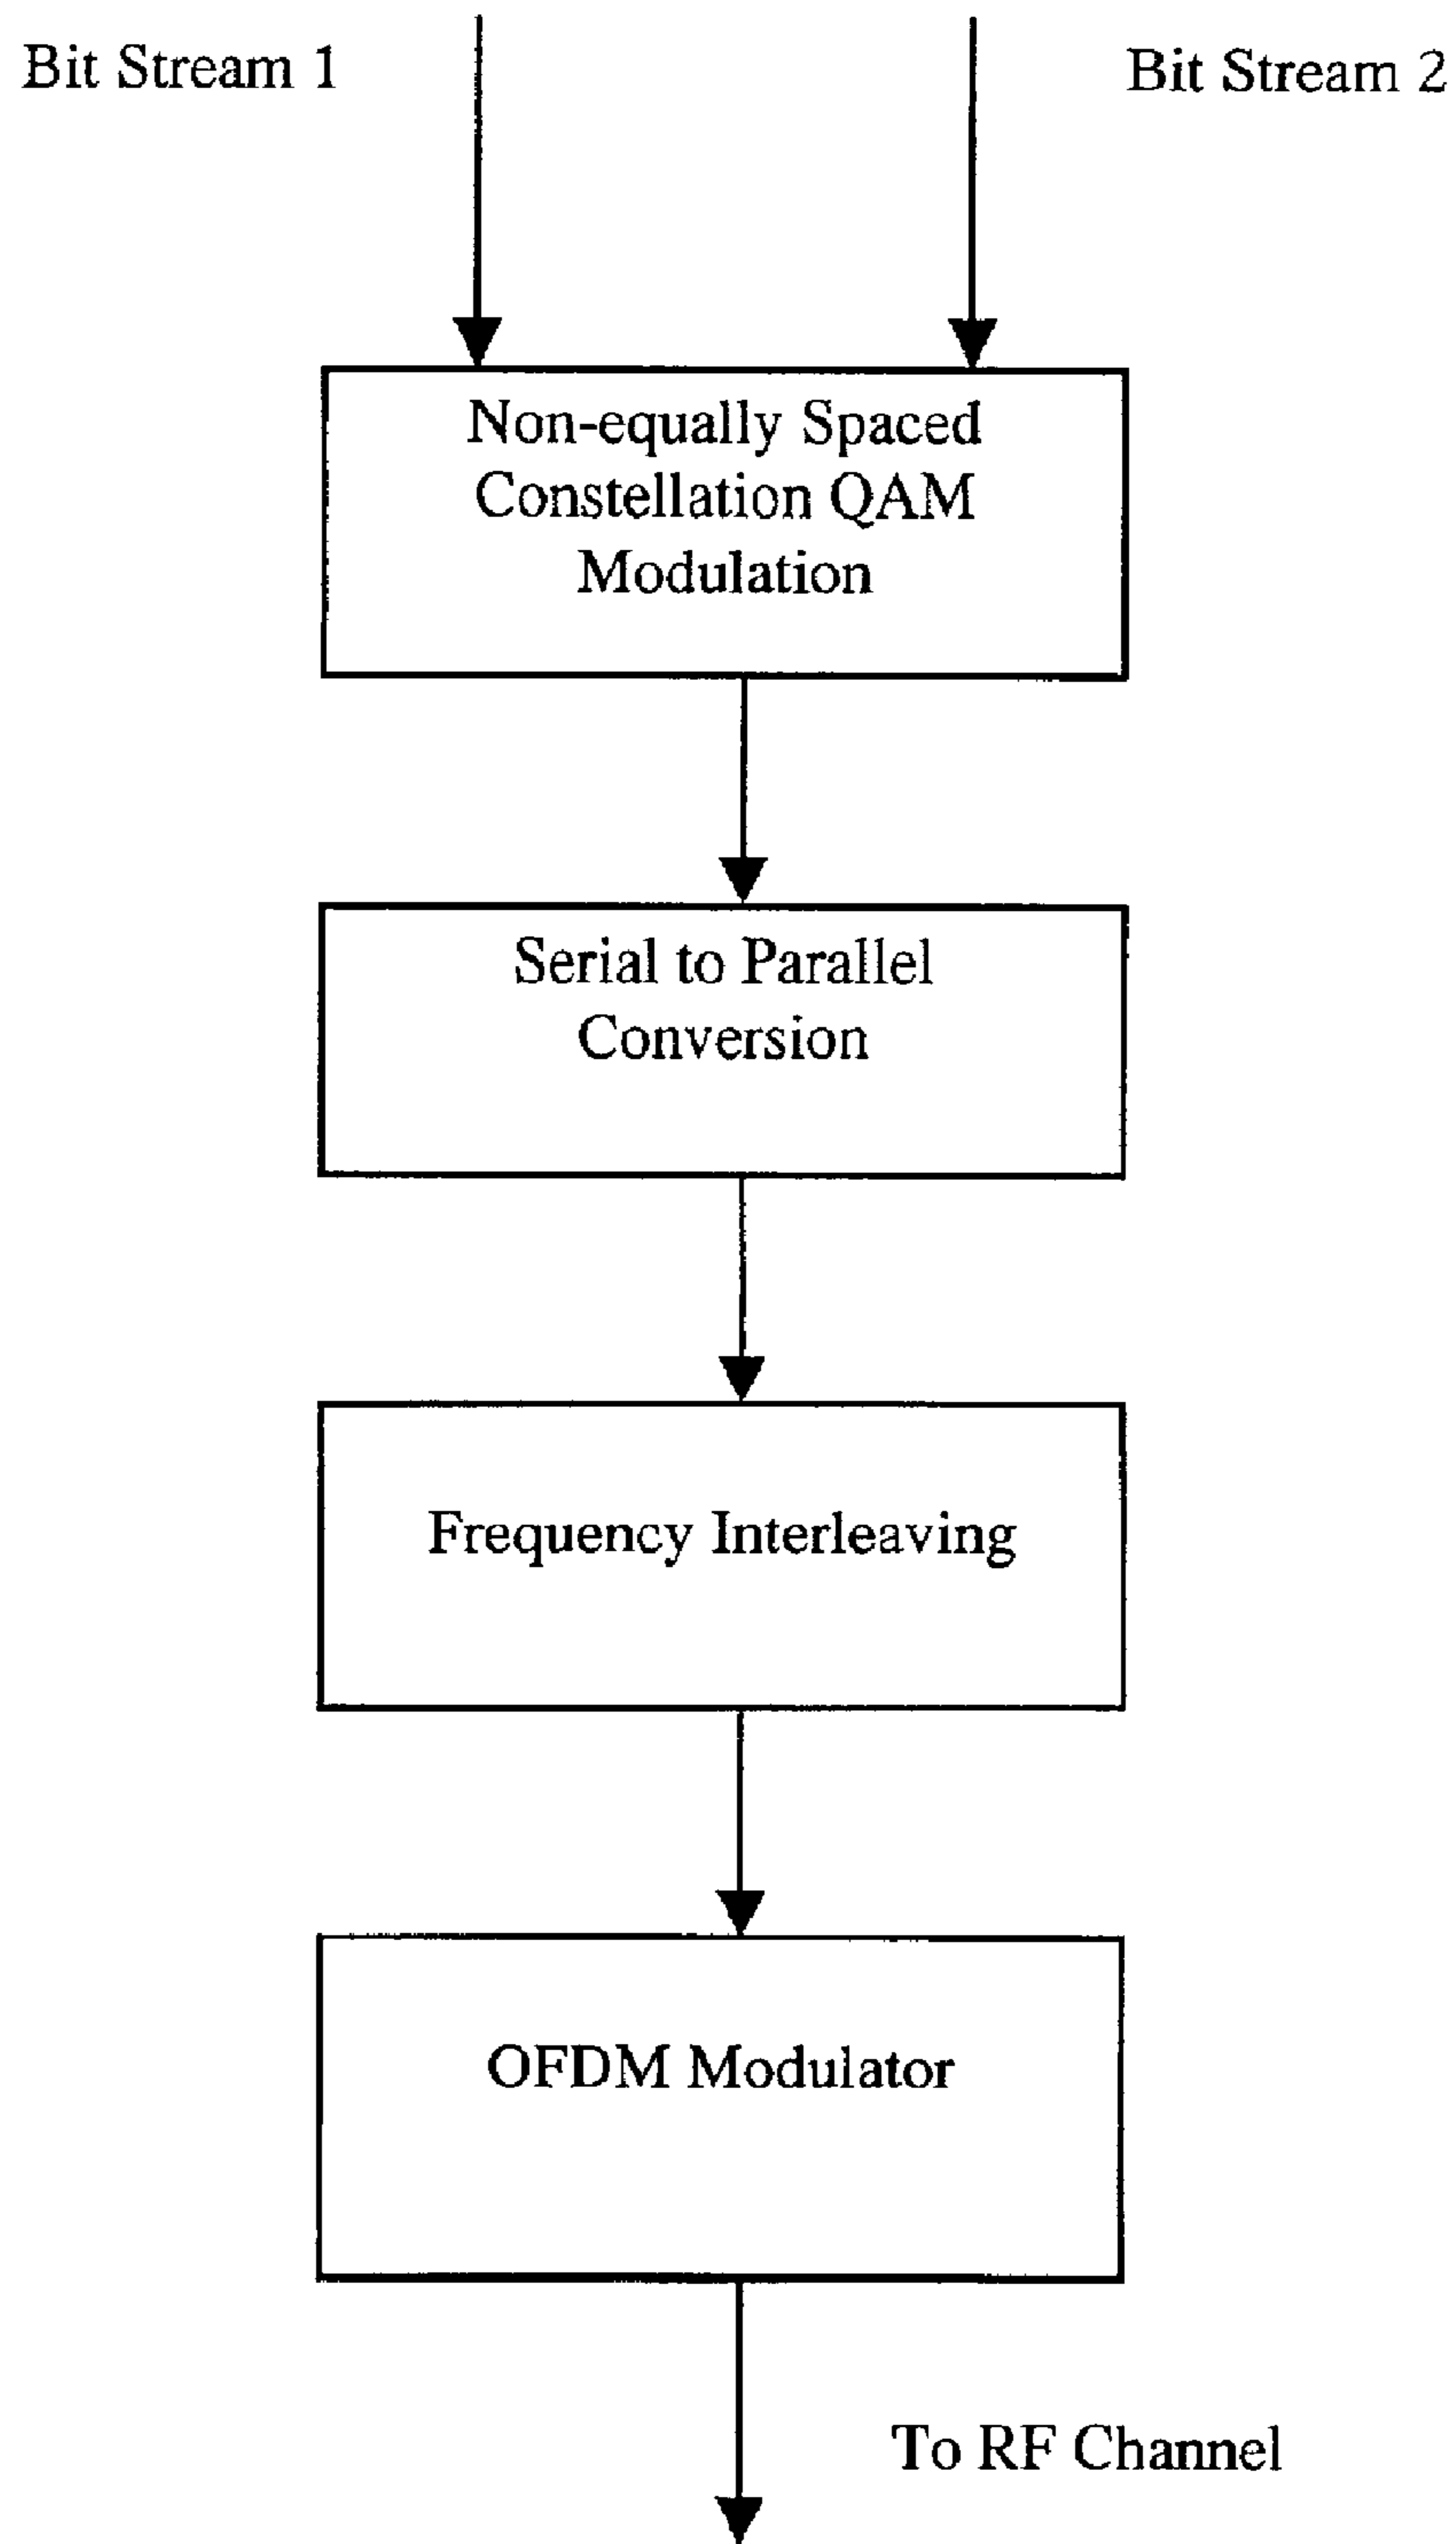 Bit Stream 1
Bit Stream 2
Non-equally Spaced
Constellation QAM
Modulation
Serial to Parallel
Conversion
Frequency Interleaving
OFDM Modulator
To RF Channel